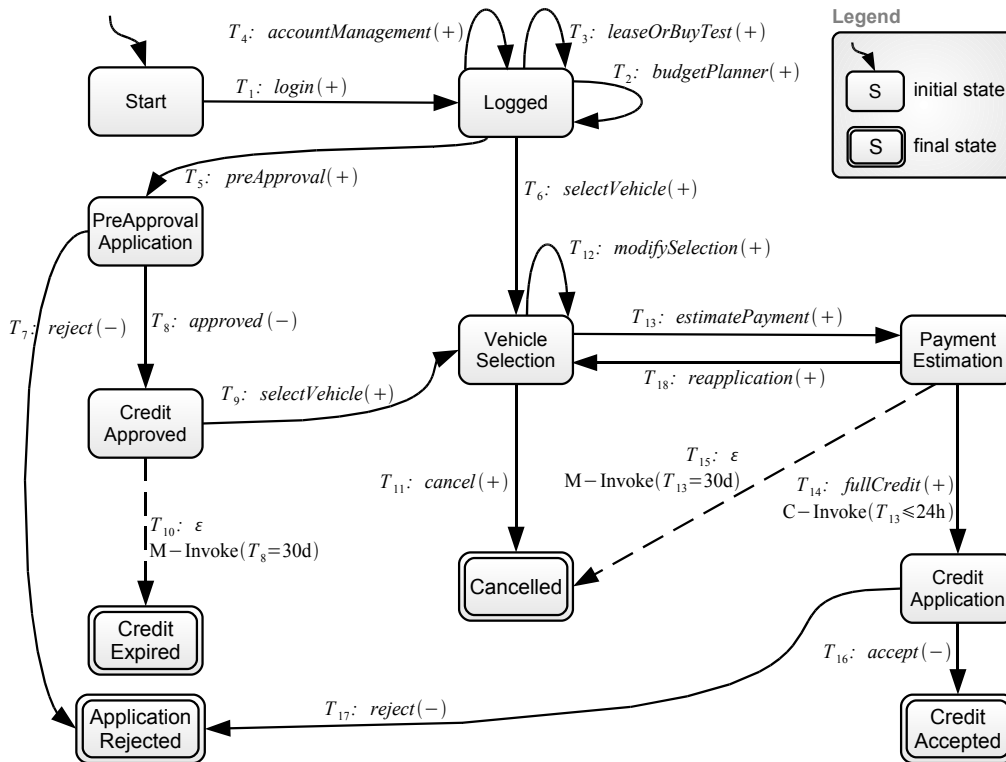 Legend
T₄: accountManagement(+)
T₃: leaseOrBuyTest(+)
T₂: budgetPlanner(+)
Start
T₁: login(+)
Logged
S
initial state
S
final state
T₅: preApproval(+)
T₆: selectVehicle(+)
PreApproval
Application
T₁₂: modifySelection(+)
T₇: reject(−)
T₈: approved(−)
Vehicle
Selection
T₁₃: estimatePayment(+)
Payment
Estimation
T₁₈: reapplication(+)
T₉: selectVehicle(+)
Credit
Approved
T₁₁: cancel(+)
T₁₅: ε
M−Invoke(T₁₃=30d)
T₁₄: fullCredit(+)
C−Invoke(T₁₃⩽24h)
T₁₀: ε
M−Invoke(T₈=30d)
Cancelled
Credit
Application
Credit
Expired
T₁₆: accept(−)
T₁₇: reject(−)
Application
Rejected
Credit
Accepted